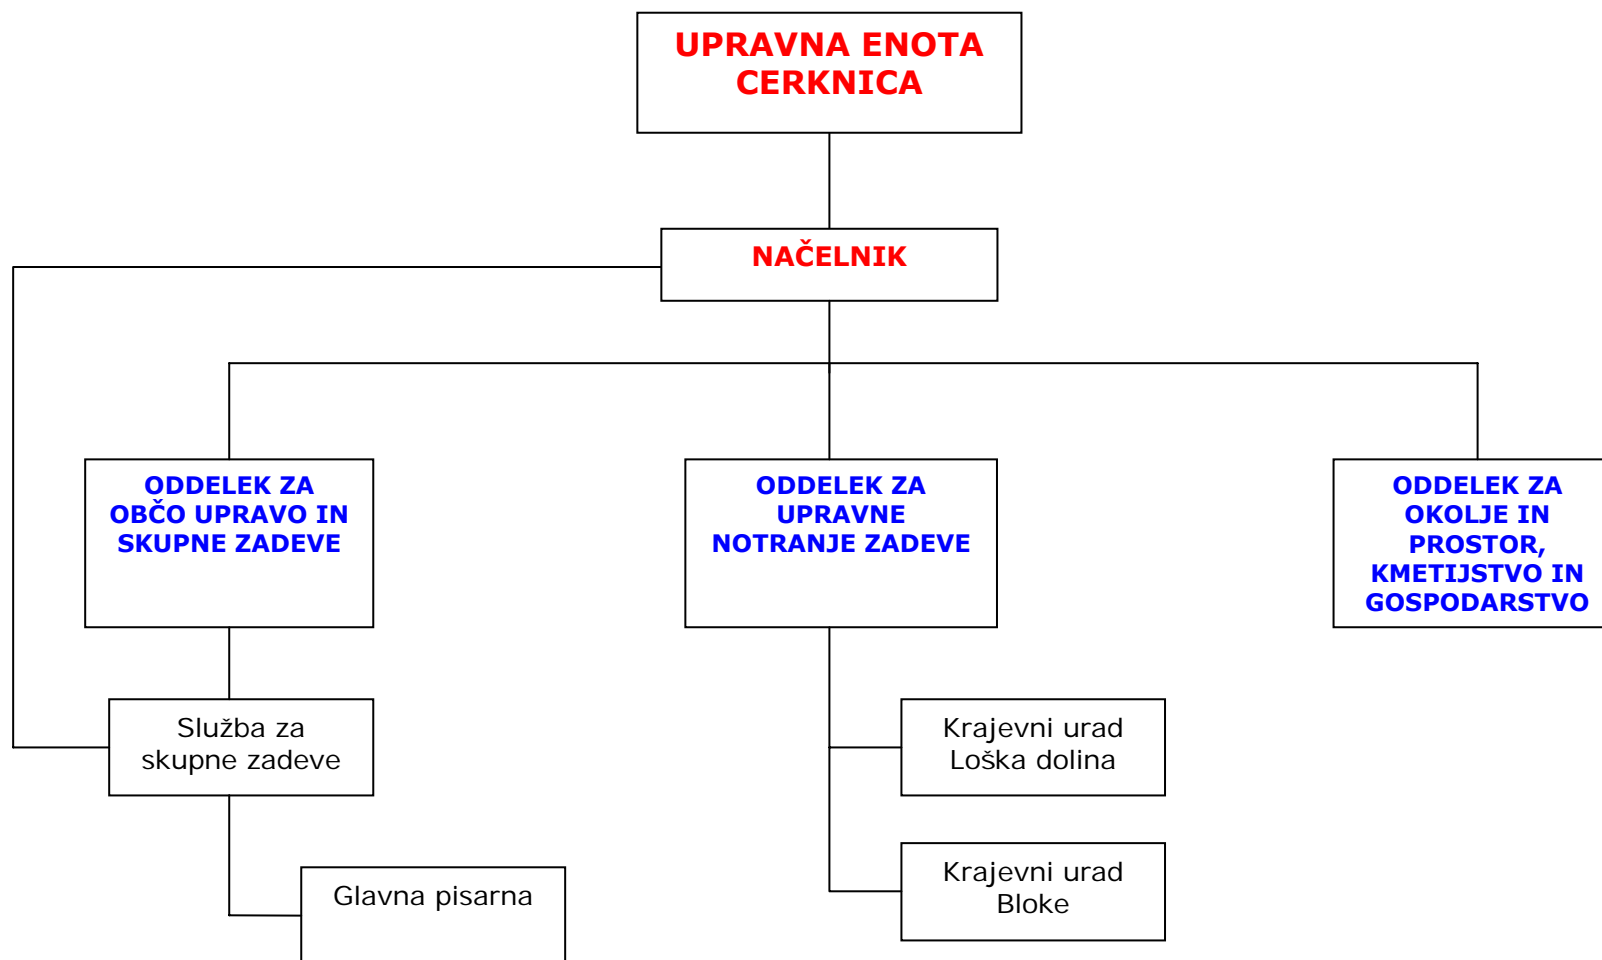 UPRAVNA ENOTA
CERKNICA
NAČELNIK
ODDELEK ZA
OBČO UPRAVO IN
SKUPNE ZADEVE
ODDELEK ZA
UPRAVNE
NOTRANJE ZADEVE
ODDELEK ZA
OKOLJE IN
PROSTOR,
KMETIJSTVO IN
GOSPODARSTVO
Služba za
skupne zadeve
Krajevni urad
Loška dolina
Glavna pisarna
Krajevni urad
Bloke